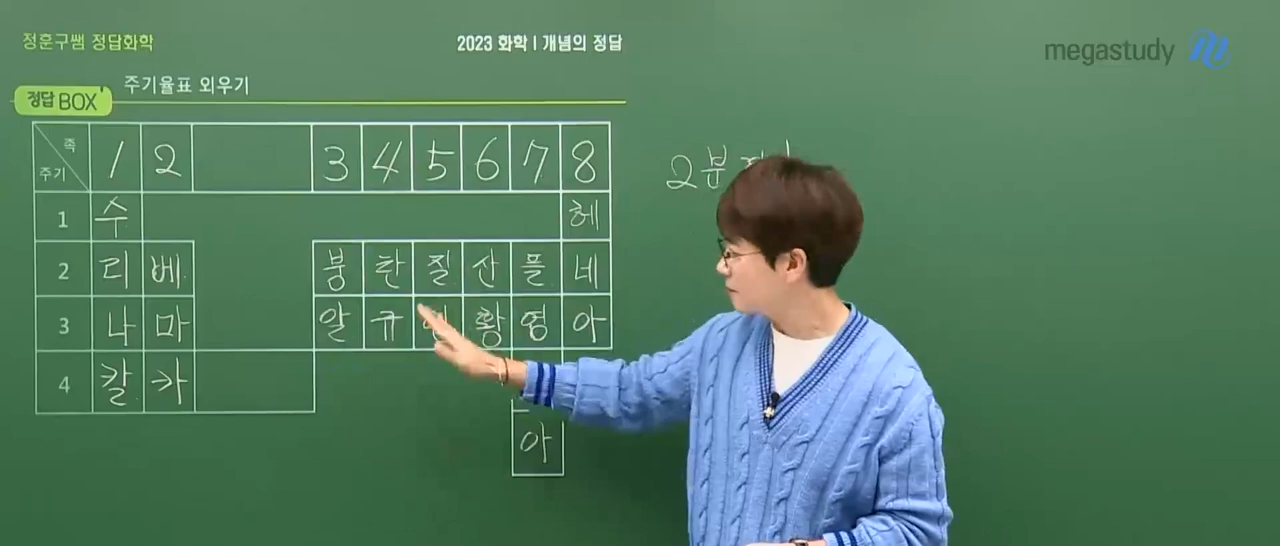 정훈구쌤 정답화학
2023 화학 I 개념의 정답
megastudy
정답 BOX
주기율표 외우기
족 주기 1 2 3 4 5 6 7 8
1 수 헤
2 리 베 붕 탄 질 산 플 네
3 나 마 알 규 황 염 아
4 칼 카
아
2분